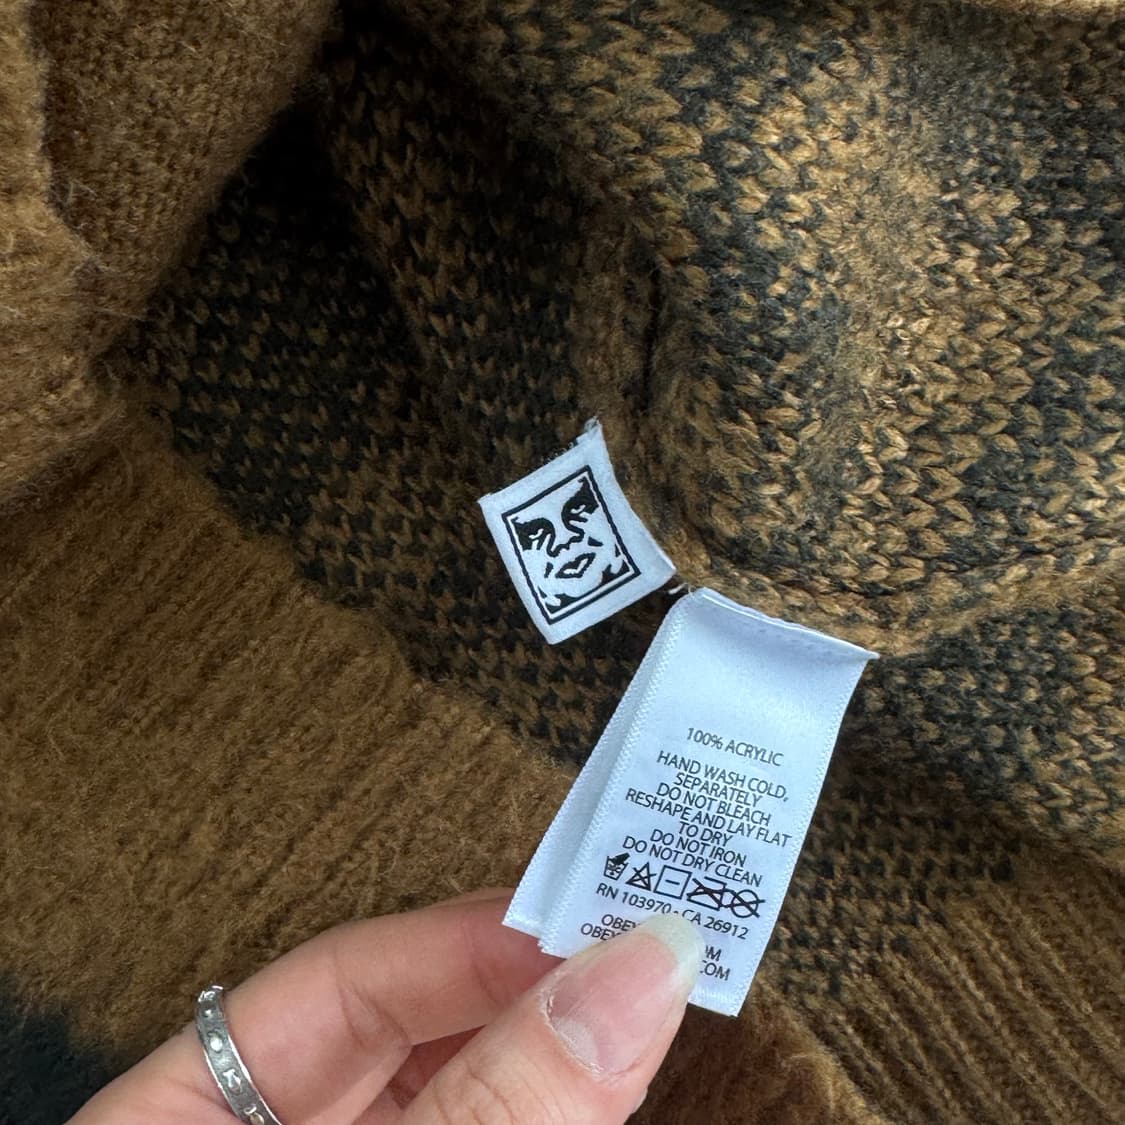 100% ACRYLIC
HAND WASH COLD,
SEPARATELY
DO NOT BLEACH
RESHAPE AND LAY FLAT
TO DRY
DO NOT IRON
DO NOT DRY CLEAN
RN 103970 • CA 26912